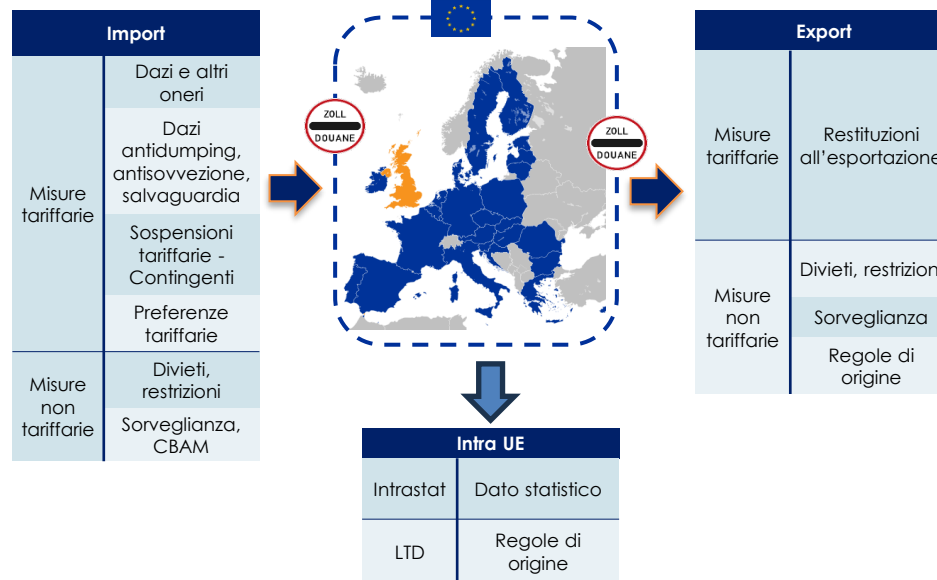 Import
Misure
tariffarie
Dazi e altri
oneri
Dazi
antidumping,
antisovvezione,
salvaguardia
Sospensioni
tariffarie -
Contingenti
Preferenze
tariffarie
Misure
non
tariffarie
Divieti,
restrizioni
Sorveglianza,
CBAM
ZOLL
DOUANE
ZOLL
DOUANE
Export
Misure
tariffarie
Restituzioni
all'esportazione
Misure
non
tariffarie
Divieti, restrizion
Sorveglianza
Regole di
origine
Intra UE
Intrastat
Dato statistico
LTD
Regole di
origine